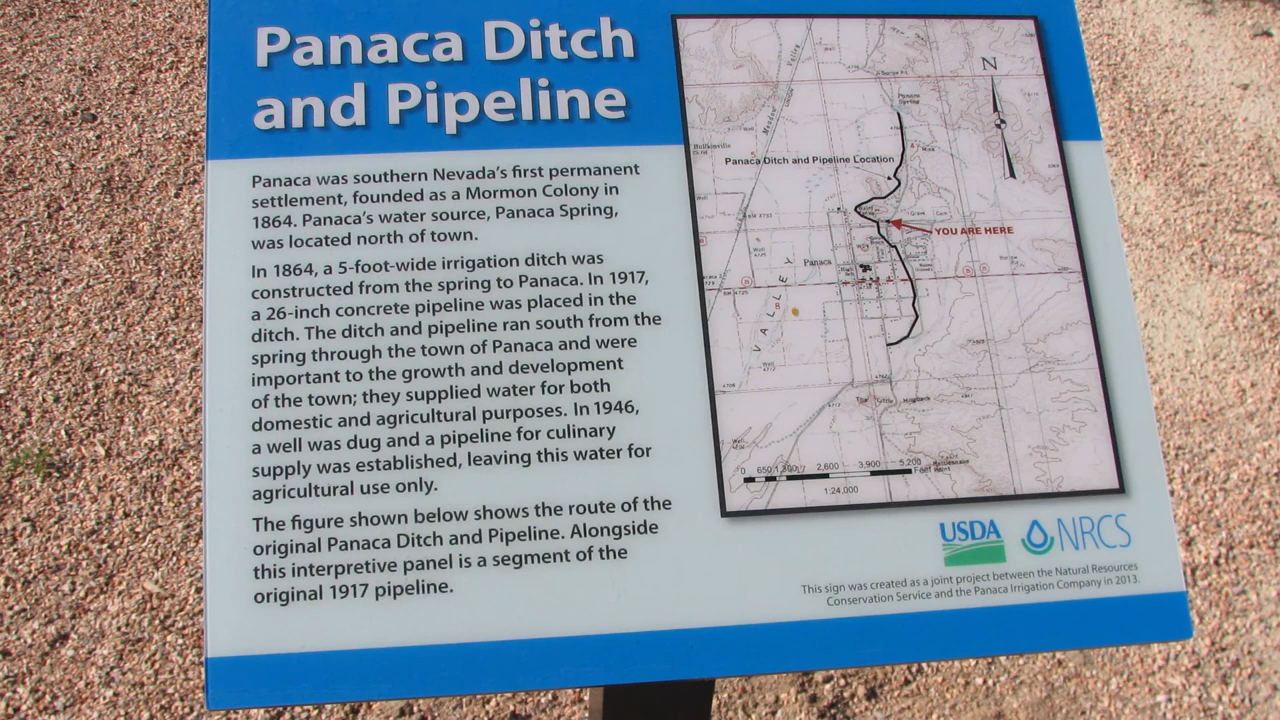 Panaca Ditch
and Pipeline
Panaca was southern Nevada's first permanent
settlement, founded as a Mormon Colony in
1864. Panaca's water source, Panaca Spring,
was located north of town.
In 1864, a 5-foot-wide irrigation ditch was
constructed from the spring to Panaca. In 1917,
a 26-inch concrete pipeline was placed in the
ditch. The ditch and pipeline ran south from the
spring through the town of Panaca and were
important to the growth and development
of the town; they supplied water for both
domestic and agricultural purposes. In 1946,
a well was dug and a pipeline for culinary
supply was established, leaving this water for
agricultural use only.
The figure shown below shows the route of the
original Panaca Ditch and Pipeline. Alongside
this interpretive panel is a segment of the
original 1917 pipeline.
N
Meadow Valley
Panaca Spring
Bullionville
Panaca Ditch and Pipeline Location
YOU ARE HERE
Panaca
VALLEY
Well
The Little Hogback
0 650 1,300 2,600 3,900 5,200
Feet
1:24,000
USDA
NRCS
This sign was created as a joint project between the Natural Resources
Conservation Service and the Panaca Irrigation Company in 2013.